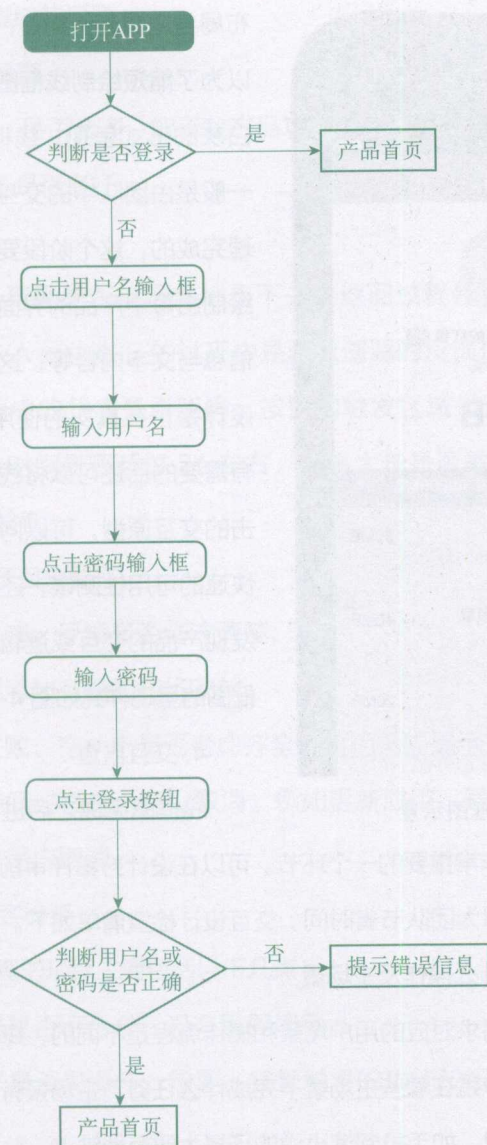 打开APP
判断是否登录
是
产品首页
否
点击用户名输入框
输入用户名
点击密码输入框
输入密码
点击登录按钮
判断用户名或
密码是否正确
否
提示错误信息
是
产品首页